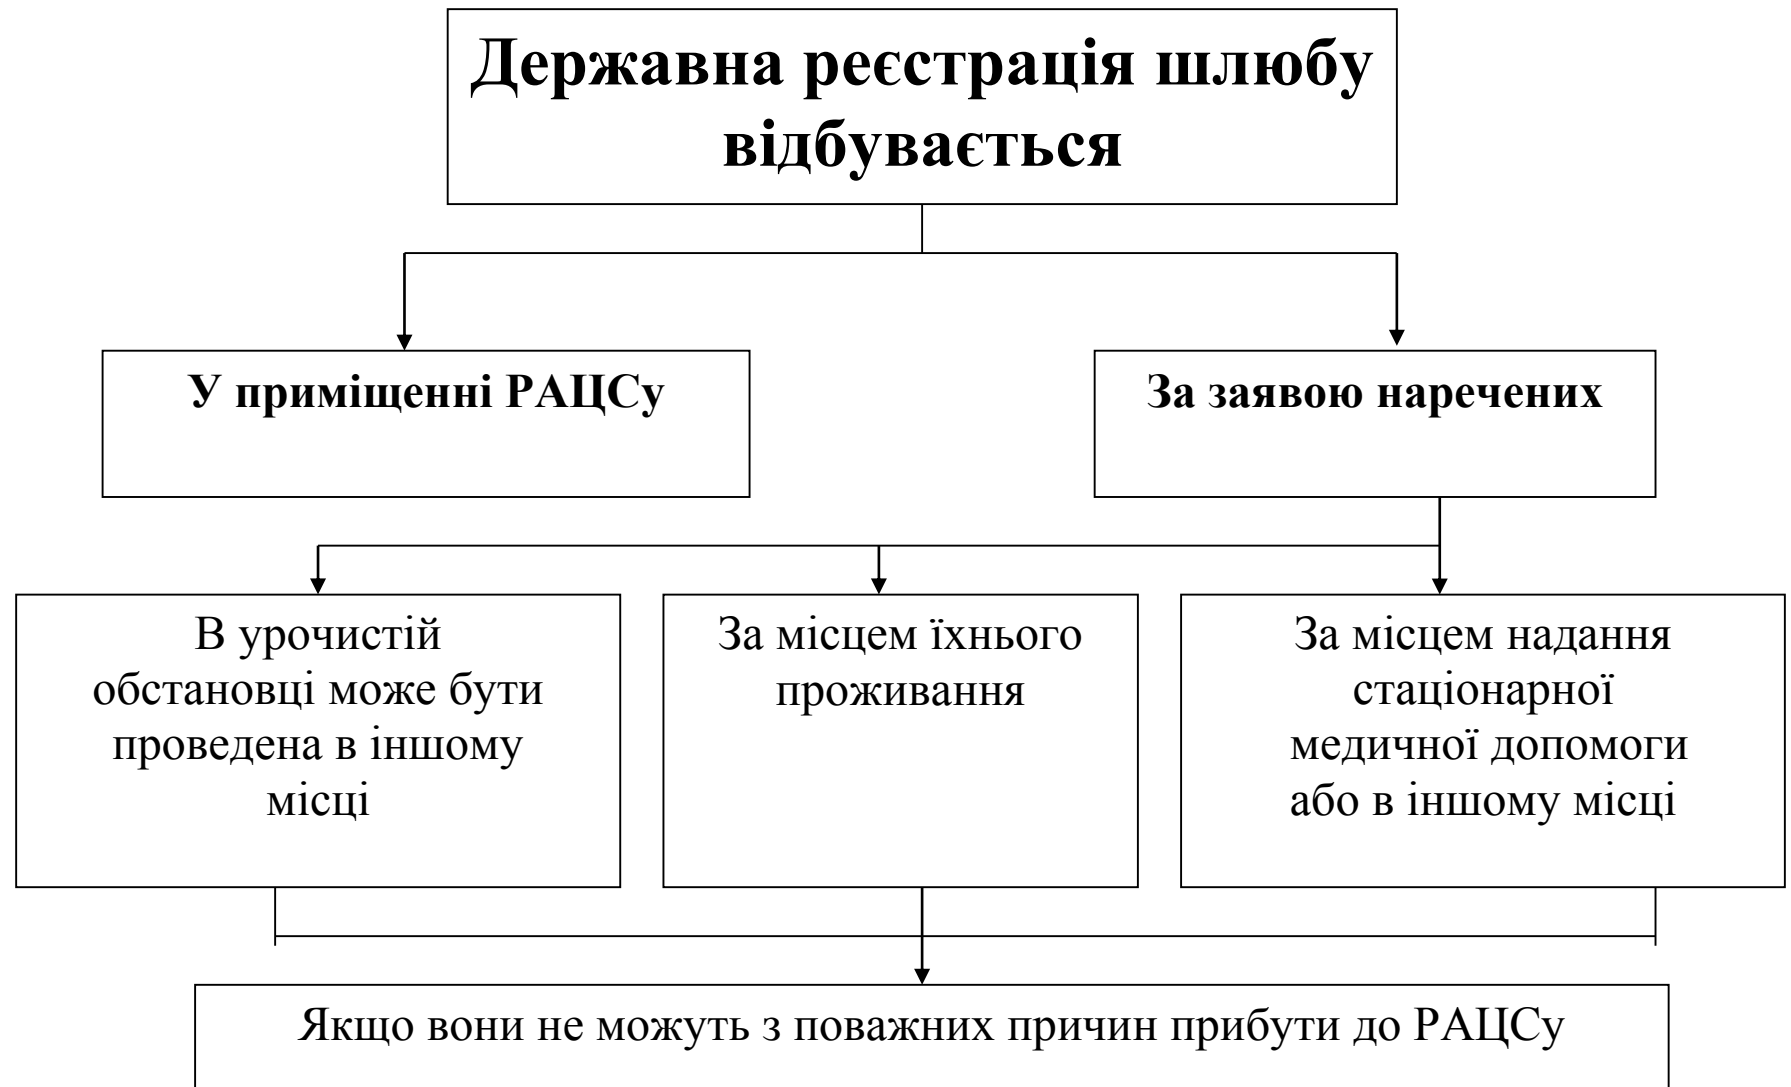 Державна реєстрація шлюбу
відбувається
У приміщенні РАЦСу
За заявою наречених
В урочистій
обстановці може бути
проведена в іншому
місці
За місцем їхнього
проживання
За місцем надання
стаціонарної
медичної допомоги
або в іншому місці
Якщо вони не можуть з поважних причин прибути до РАЦСу